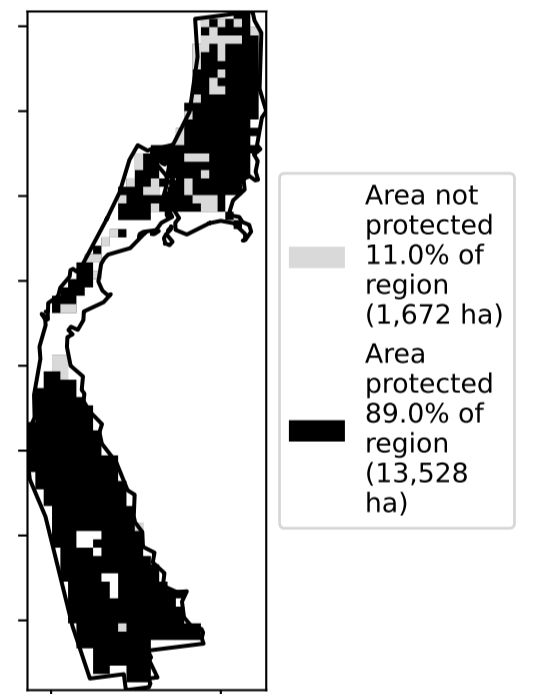 Area not
protected
11.0% of
region
(1,672 ha)
Area
protected
89.0% of
region
(13,528
ha)